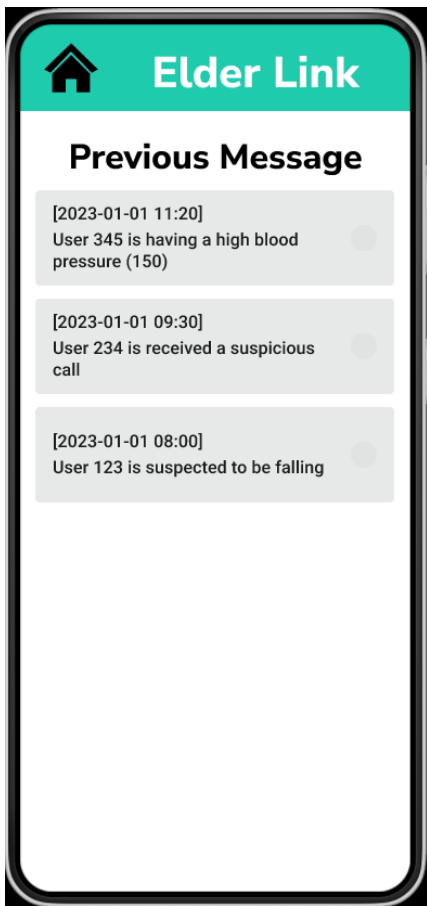 Elder Link
Previous Message
[2023-01-01 11:20]
User 345 is having a high blood
pressure (150)
[2023-01-01 09:30]
User 234 is received a suspicious
call
[2023-01-01 08:00]
User 123 is suspected to be falling